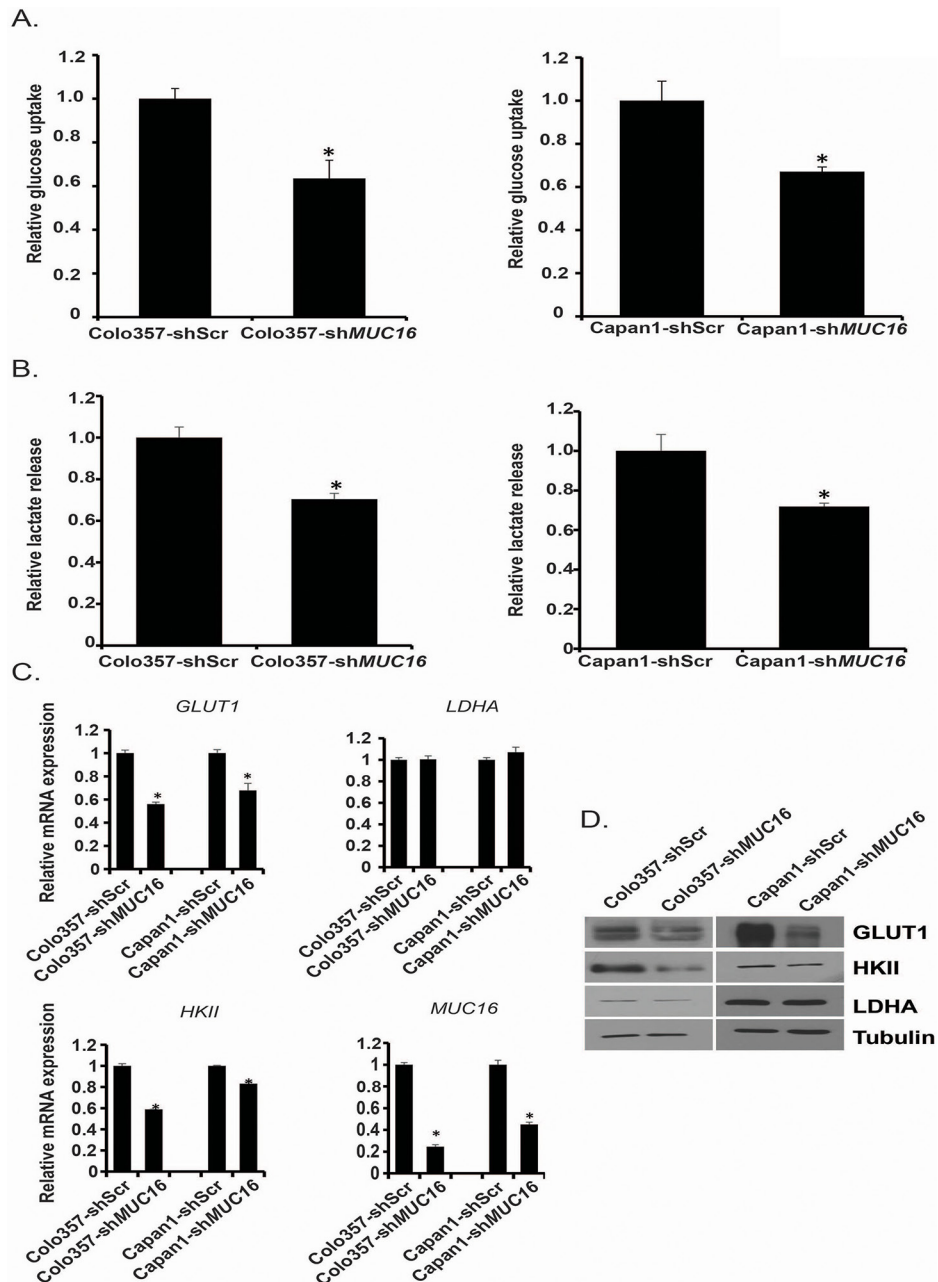 A.
Relative glucose uptake
1.2
1.0
0.8
0.6
0.4
0.2
0
*
Colo357-shScr
Colo357-shMUC16
Relative glucose uptake
1.2
1.0
0.8
0.6
0.4
0.2
0
*
Capan1-shScr
Capan1-shMUC16
B.
Relative lactate release
1.2
1.0
0.8
0.6
0.4
0.2
0
*
Colo357-shScr
Colo357-shMUC16
Relative lactate release
1.2
1.0
0.8
0.6
0.4
0.2
0
*
Capan1-shScr
Capan1-shMUC16
C.
GLUT1
Relative mRNA expression
1.2
1
0.8
0.6
0.4
0.2
0
*
*
Colo357-shScr
Colo357-shMUC16
Capan1-shScr
Capan1-shMUC16
LDHA
1.2
1
0.8
0.6
0.4
0.2
0
Colo357-shScr
Colo357-shMUC16
Capan1-shScr
Capan1-shMUC16
HKII
Relative mRNA expression
1.2
1
0.8
0.6
0.4
0.2
0
*
*
Colo357-shScr
Colo357-shMUC16
Capan1-shScr
Capan1-shMUC16
MUC16
1.2
1
0.8
0.6
0.4
0.2
0
*
*
Colo357-shScr
Colo357-shMUC16
Capan1-shScr
Capan1-shMUC16
D.
Colo357-shScr
Colo357-shMUC16
Capan1-shScr
Capan1-shMUC16
GLUT1
HKII
LDHA
Tubulin